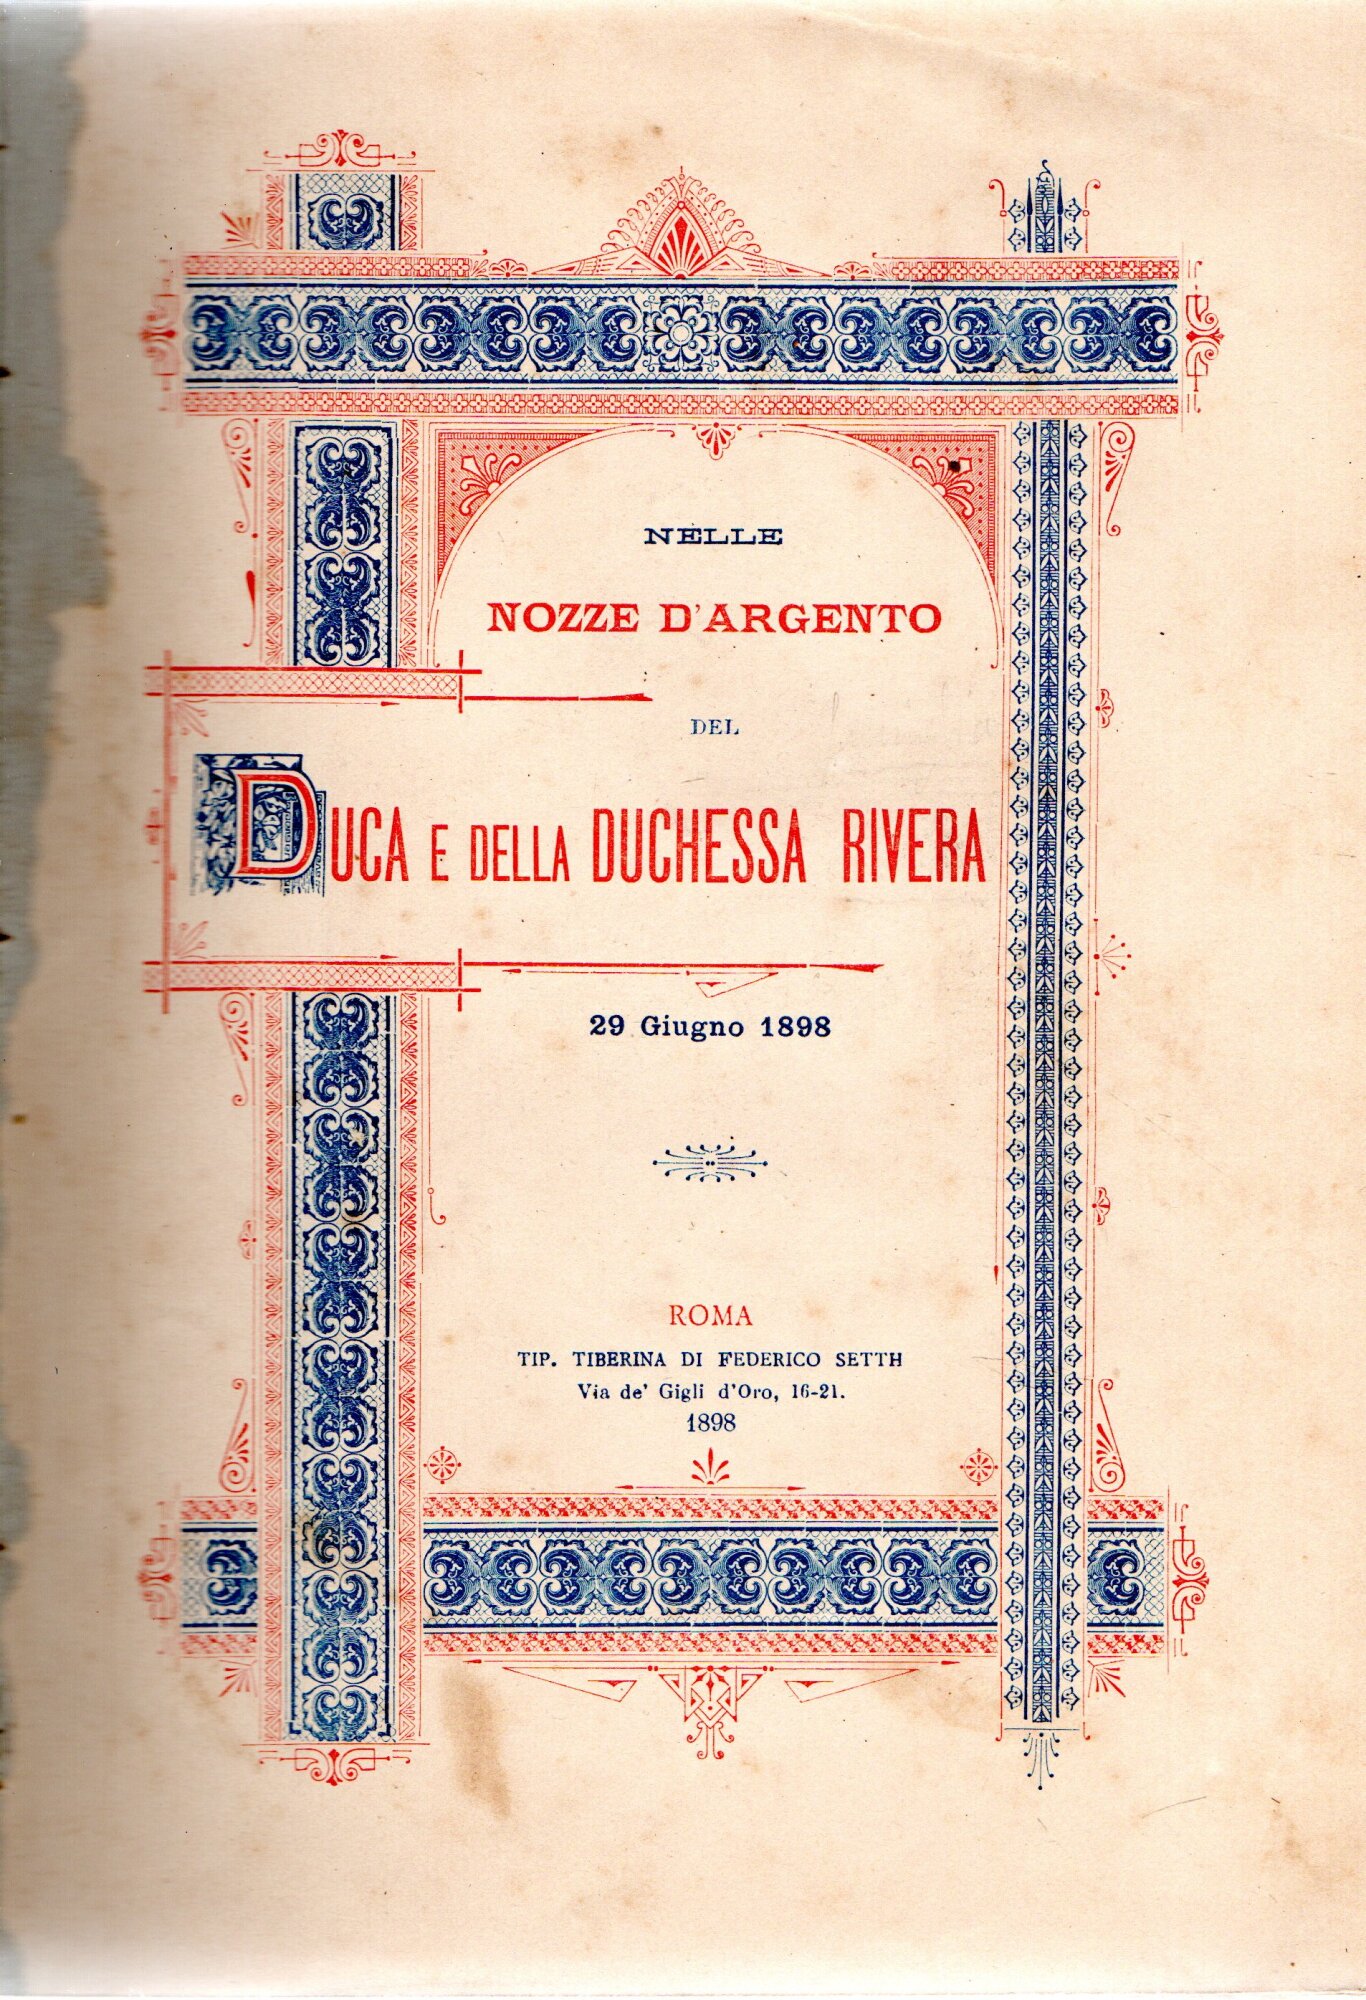 NELLE
NOZZE D'ARGENTO
DEL
DUCA E DELLA DUCHESSA RIVERA
29 Giugno 1898
ROMA
TIP. TIBERINA DI FEDERICO SETTH
Via de' Gigli d'Oro, 16-21.
1898